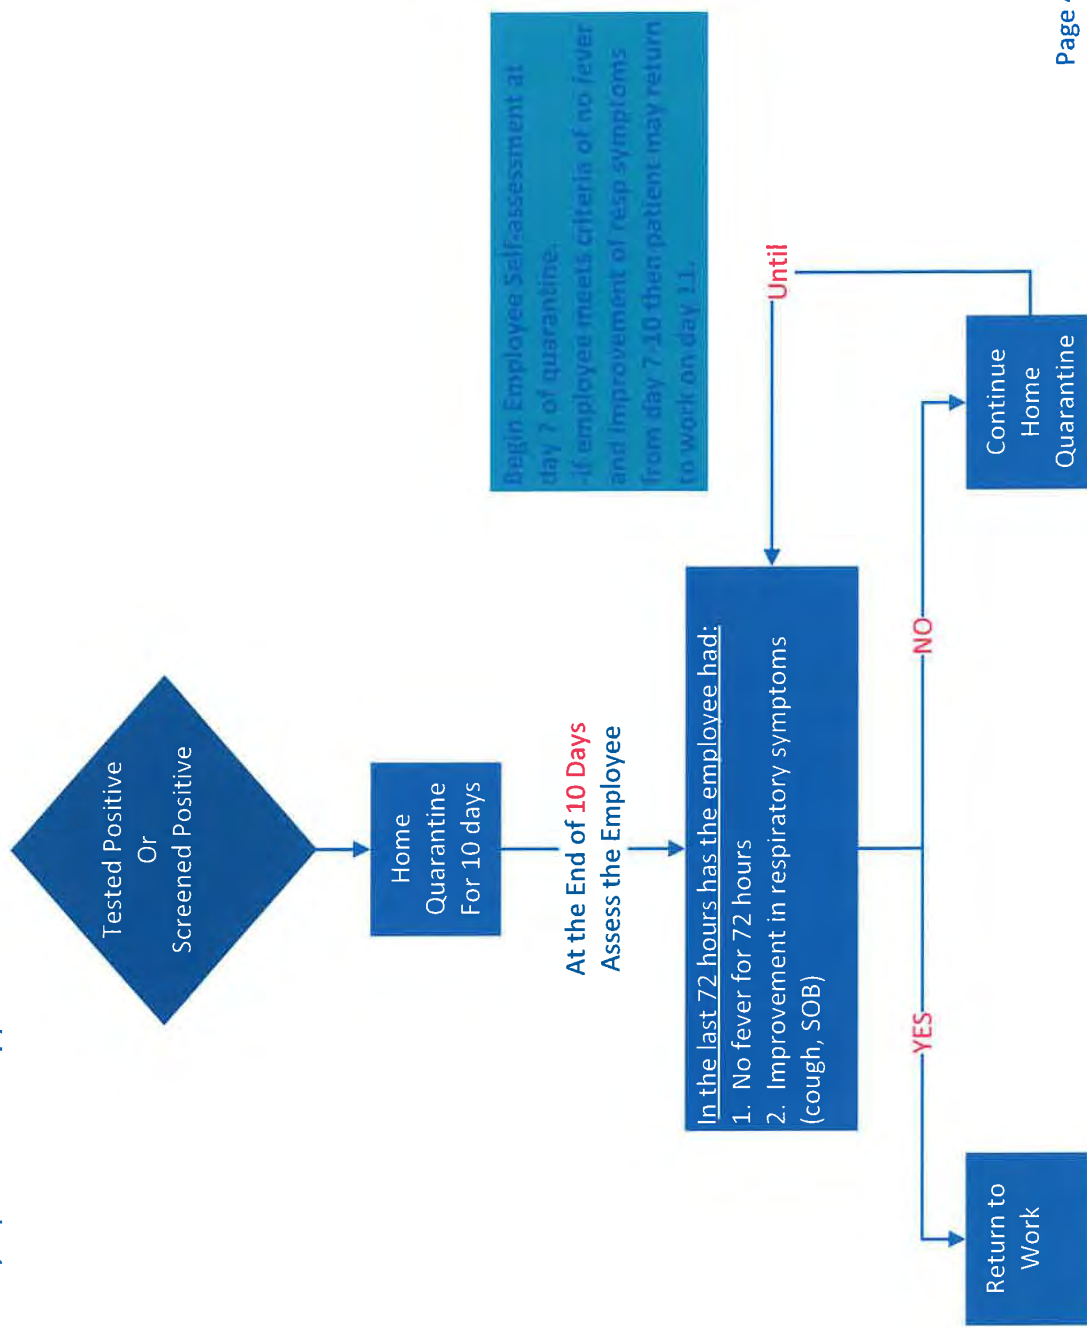 Tested Positive
Or
Screened Positive
Home
Quarantine
For 10 days
At the End of 10 Days
Assess the Employee
Begin Employee Self-assessment at
day 7 of quarantine.
-if employee meets criteria of no fever
and improvement of resp symptoms
from day 7-10 then patient may return
to work on day 11.
In the last 72 hours has the employee had:
1. No fever for 72 hours
2. Improvement in respiratory symptoms
(cough, SOB)
Until
YES
NO
Return to
Work
Continue
Home
Quarantine
Page